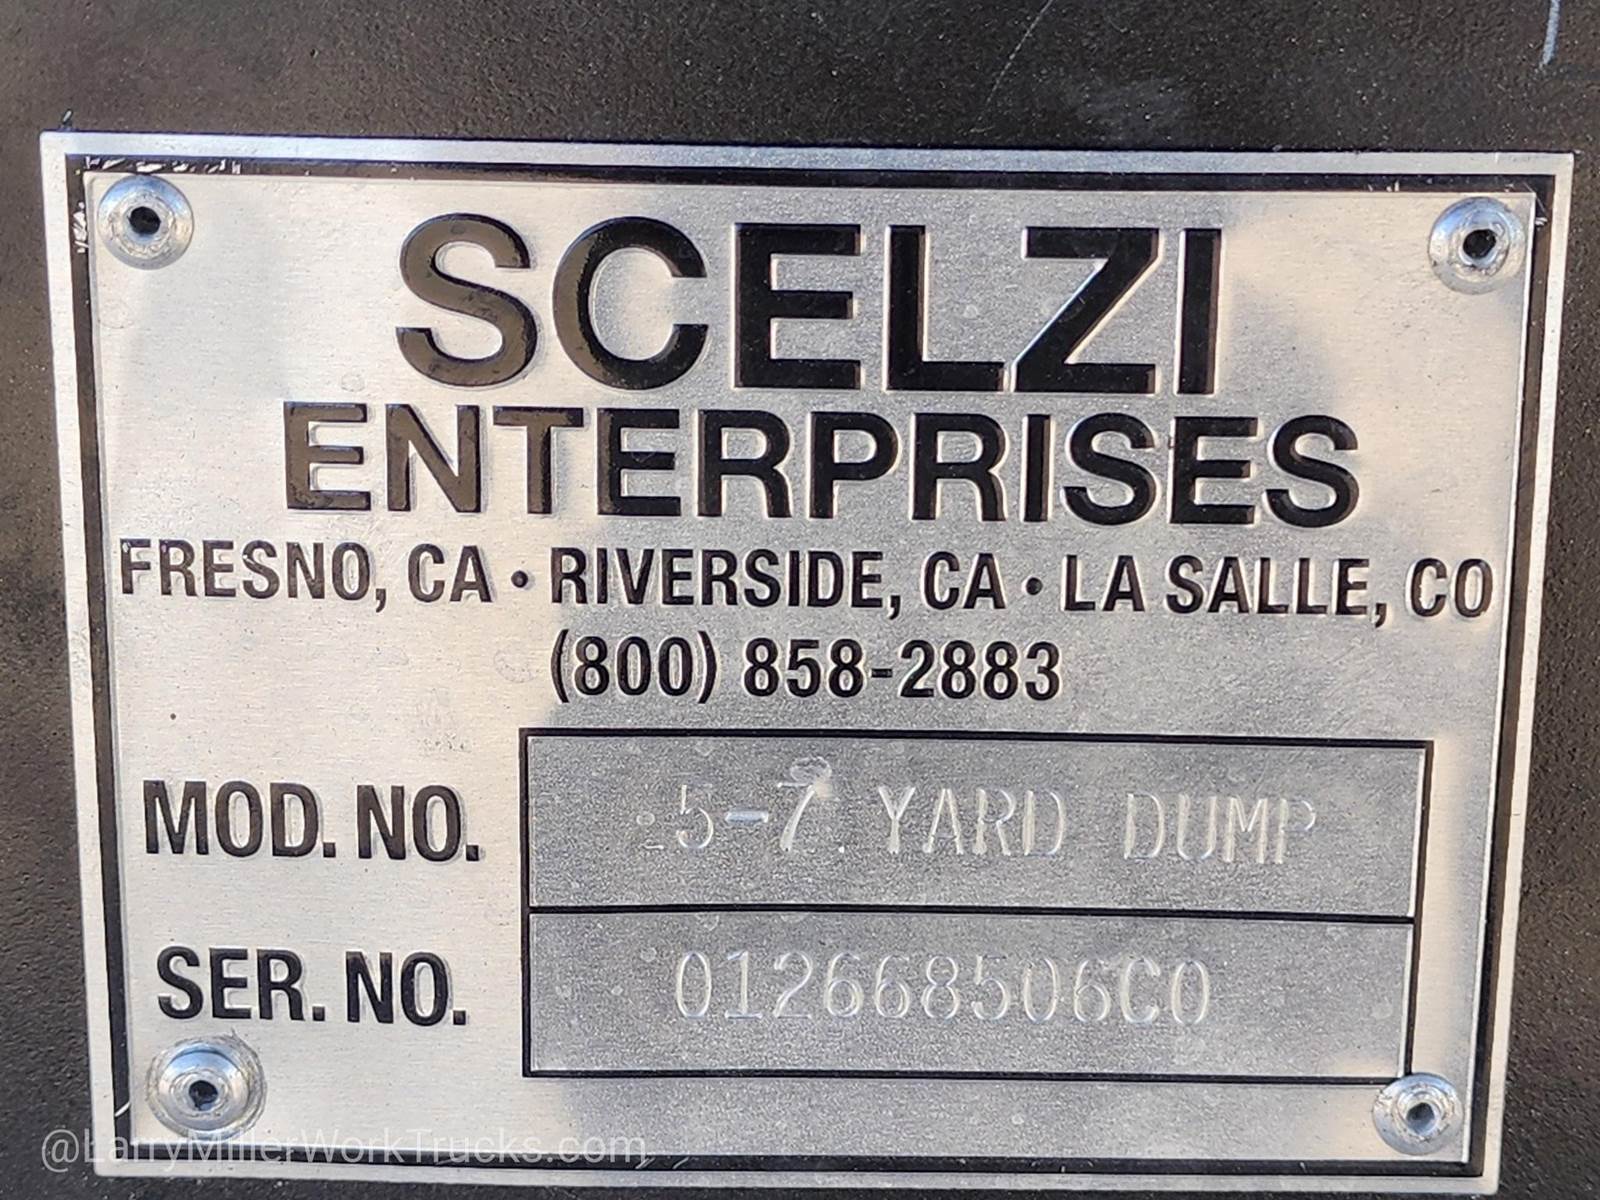 SCELZI
ENTERPRISES
FRESNO, CA • RIVERSIDE, CA • LA SALLE, CO
(800) 858-2883
MOD. NO. 5-7 YARD DUMP
SER. NO. 012668506C0
@LarryMillerWorkTrucks.com